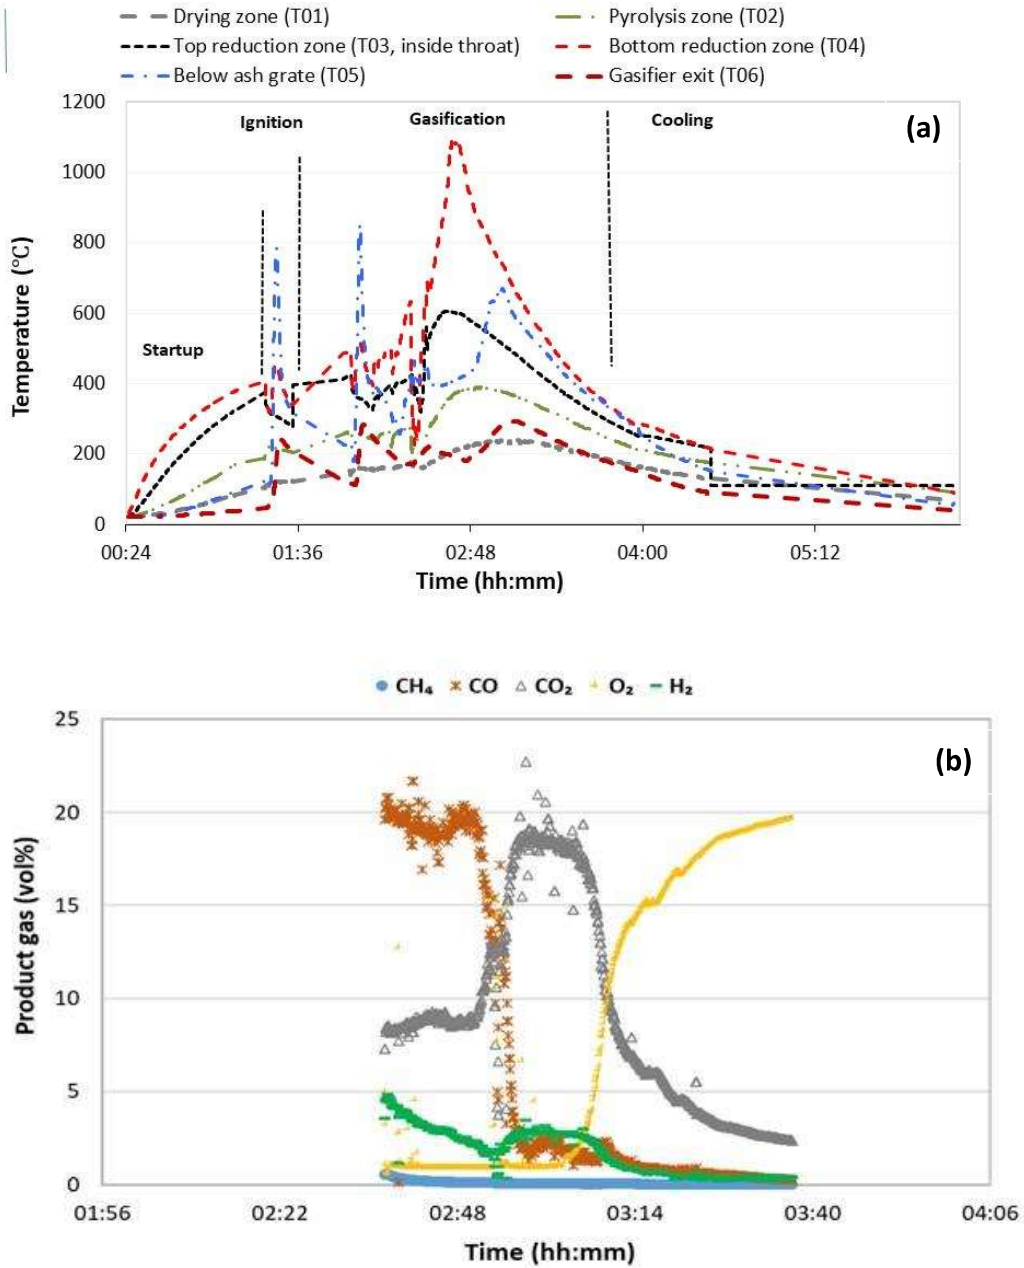 Drying zone (T01) Pyrolysis zone (T02)
Top reduction zone (T03, inside throat) Bottom reduction zone (T04)
Below ash grate (T05) Gasifier exit (T06)
1200
1000
800
600
400
200
0
Temperature (°C)
Ignition Gasification Cooling (a)
Startup
00:24 01:36 02:48 04:00 05:12
Time (hh:mm)
CH₄ CO CO₂ O₂ H₂
25
20
15
10
5
0
Product gas (vol%)
(b)
01:56 02:22 02:48 03:14 03:40 04:06
Time (hh:mm)